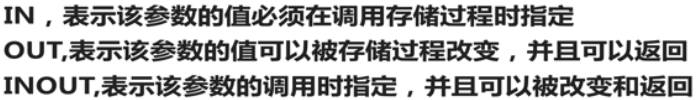 IN，表示该参数的值必须在调用存储过程时指定
OUT,表示该参数的值可以被存储过程改变，并且可以返回
INOUT,表示该参数的调用时指定，并且可以被改变和返回